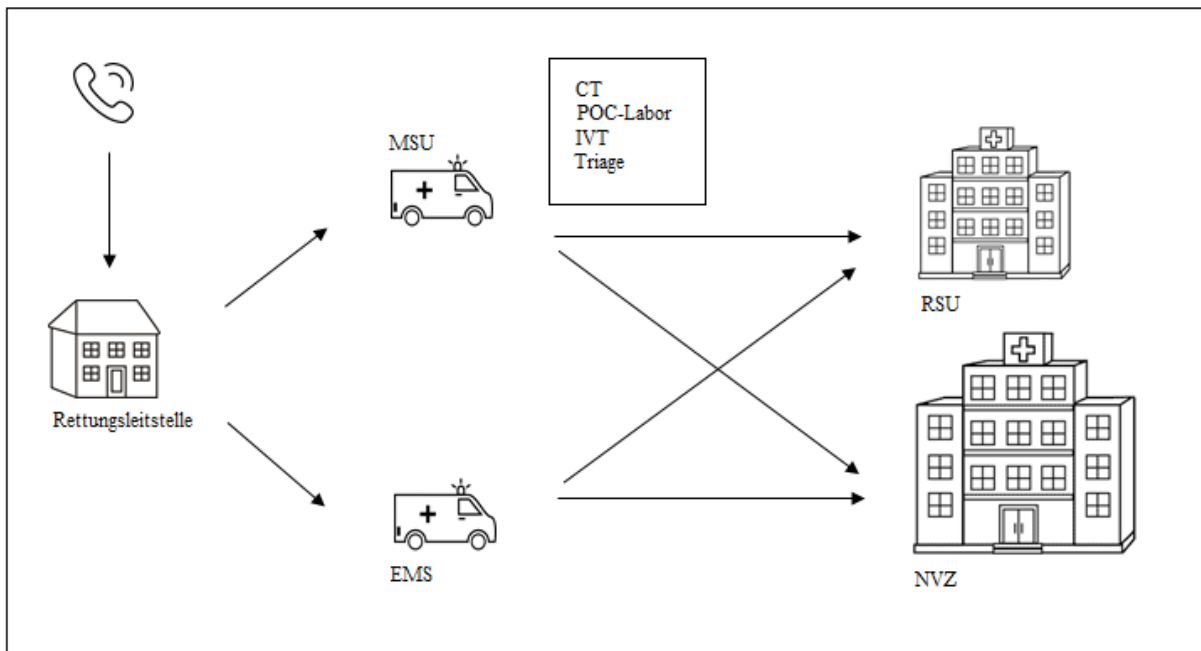 CT
POC-Labor
IVT
Triage
MSU
RSU
Rettungsleitstelle
EMS
NVZ